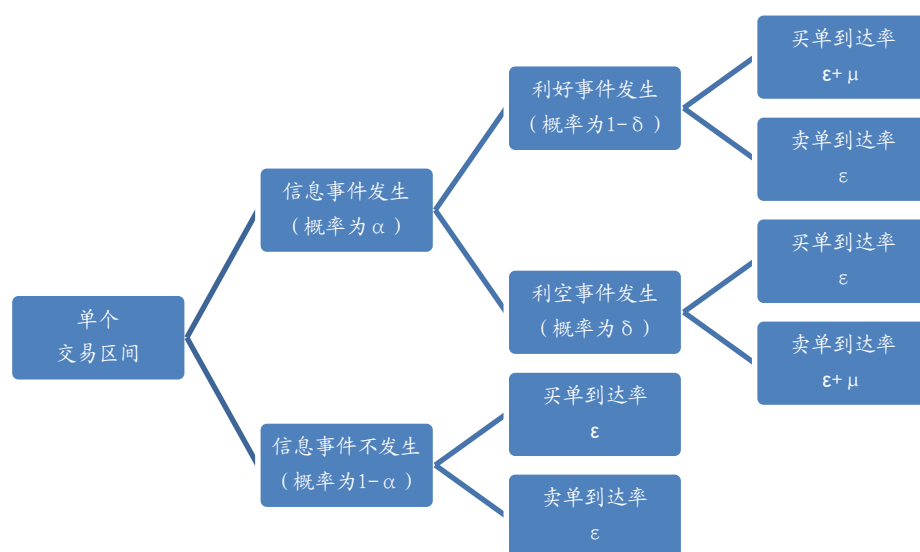 单个
交易区间
信息事件发生
（概率为α）
利好事件发生
（概率为1-δ）
买单到达率
ε+μ
卖单到达率
ε
利空事件发生
（概率为δ）
买单到达率
ε
卖单到达率
ε+μ
信息事件不发生
（概率为1-α）
买单到达率
ε
卖单到达率
ε